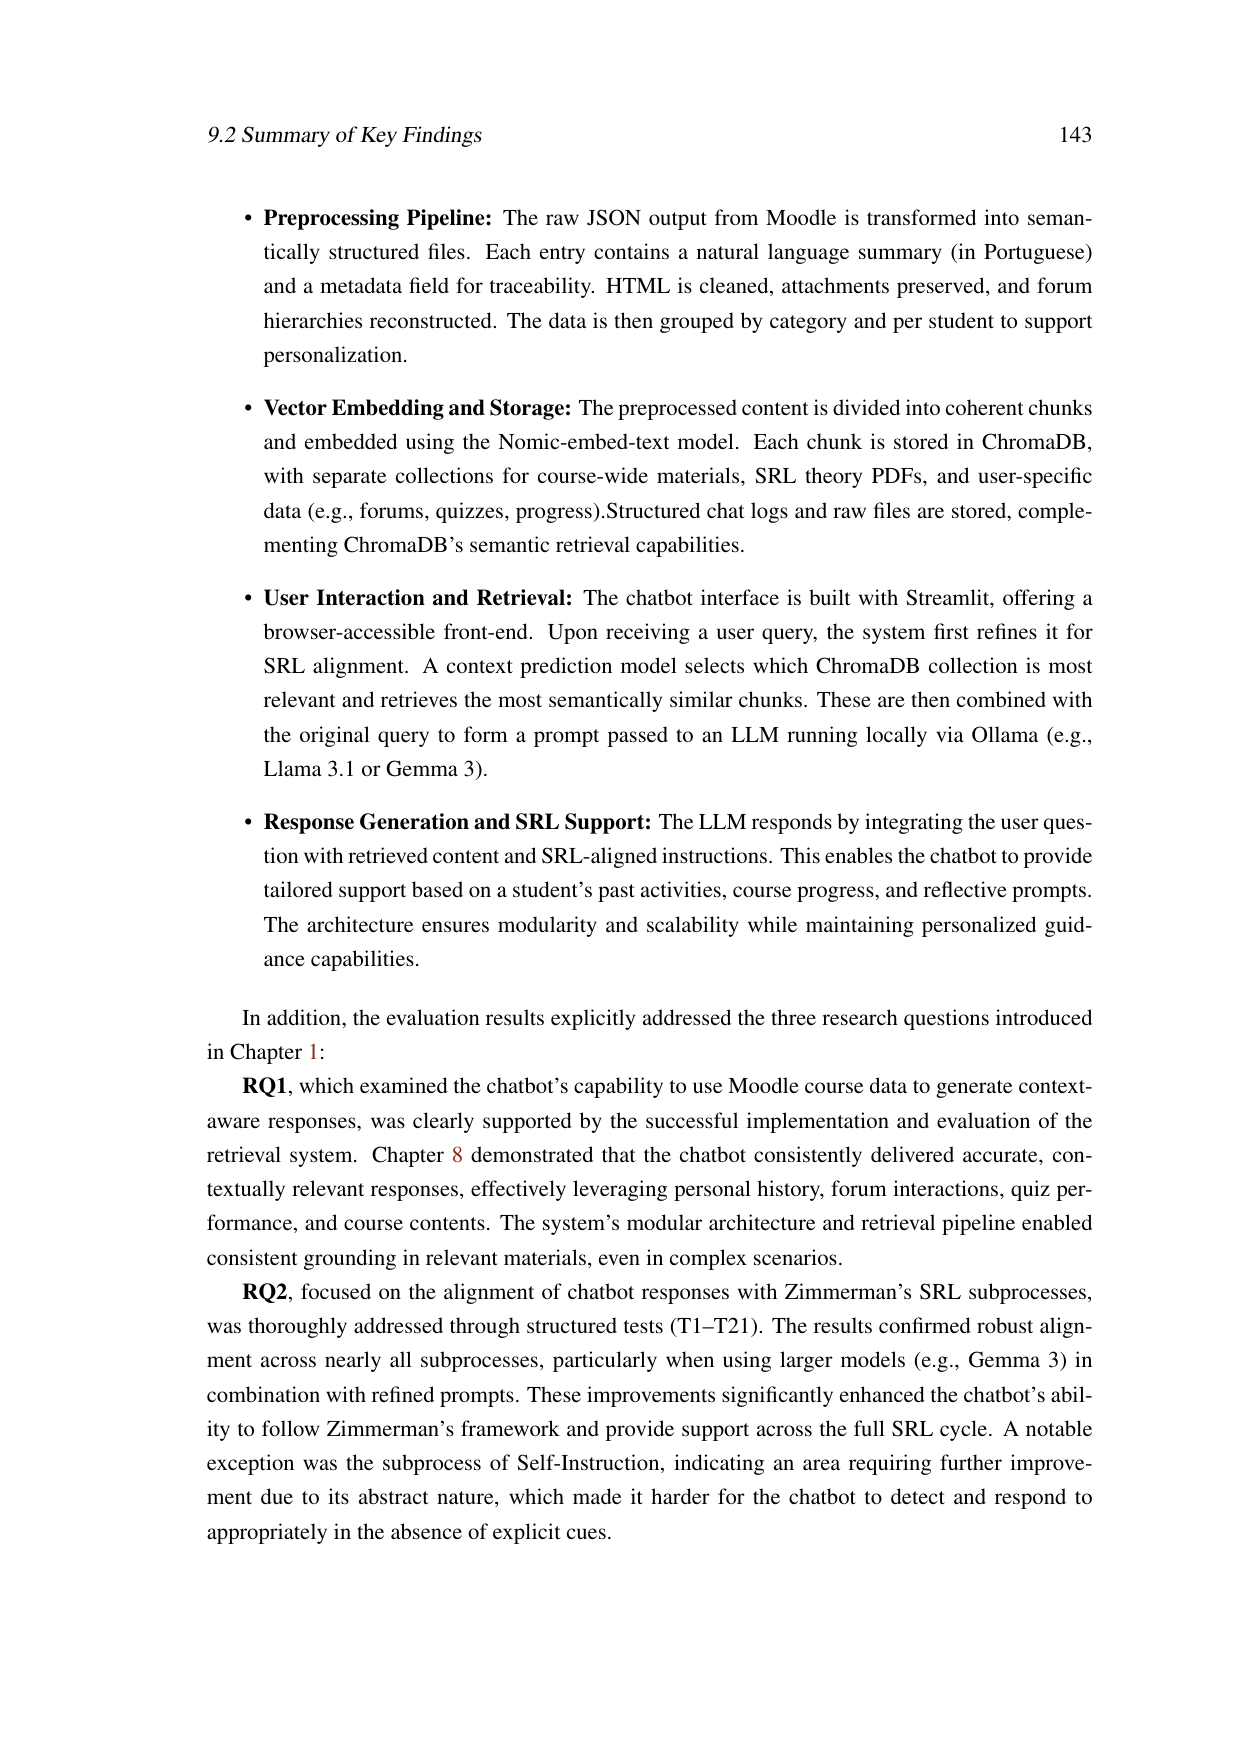 9.2 Summary of Key Findings 143
• Preprocessing Pipeline: The raw JSON output from Moodle is transformed into seman-
tically structured files. Each entry contains a natural language summary (in Portuguese)
and a metadata field for traceability. HTML is cleaned, attachments preserved, and forum
hierarchies reconstructed. The data is then grouped by category and per student to support
personalization.
• Vector Embedding and Storage: The preprocessed content is divided into coherent chunks
and embedded using the Nomic-embed-text model. Each chunk is stored in ChromaDB,
with separate collections for course-wide materials, SRL theory PDFs, and user-specific
data (e.g., forums, quizzes, progress).Structured chat logs and raw files are stored, comple-
menting ChromaDB’s semantic retrieval capabilities.
• User Interaction and Retrieval: The chatbot interface is built with Streamlit, offering a
browser-accessible front-end. Upon receiving a user query, the system first refines it for
SRL alignment. A context prediction model selects which ChromaDB collection is most
relevant and retrieves the most semantically similar chunks. These are then combined with
the original query to form a prompt passed to an LLM running locally via Ollama (e.g.,
Llama 3.1 or Gemma 3).
• Response Generation and SRL Support: The LLM responds by integrating the user ques-
tion with retrieved content and SRL-aligned instructions. This enables the chatbot to provide
tailored support based on a student’s past activities, course progress, and reflective prompts.
The architecture ensures modularity and scalability while maintaining personalized guid-
ance capabilities.
In addition, the evaluation results explicitly addressed the three research questions introduced
in Chapter 1:
RQ1, which examined the chatbot’s capability to use Moodle course data to generate context-
aware responses, was clearly supported by the successful implementation and evaluation of the
retrieval system. Chapter 8 demonstrated that the chatbot consistently delivered accurate, con-
textually relevant responses, effectively leveraging personal history, forum interactions, quiz per-
formance, and course contents. The system’s modular architecture and retrieval pipeline enabled
consistent grounding in relevant materials, even in complex scenarios.
RQ2, focused on the alignment of chatbot responses with Zimmerman’s SRL subprocesses,
was thoroughly addressed through structured tests (T1–T21). The results confirmed robust align-
ment across nearly all subprocesses, particularly when using larger models (e.g., Gemma 3) in
combination with refined prompts. These improvements significantly enhanced the chatbot’s abil-
ity to follow Zimmerman’s framework and provide support across the full SRL cycle. A notable
exception was the subprocess of Self-Instruction, indicating an area requiring further improve-
ment due to its abstract nature, which made it harder for the chatbot to detect and respond to
appropriately in the absence of explicit cues.